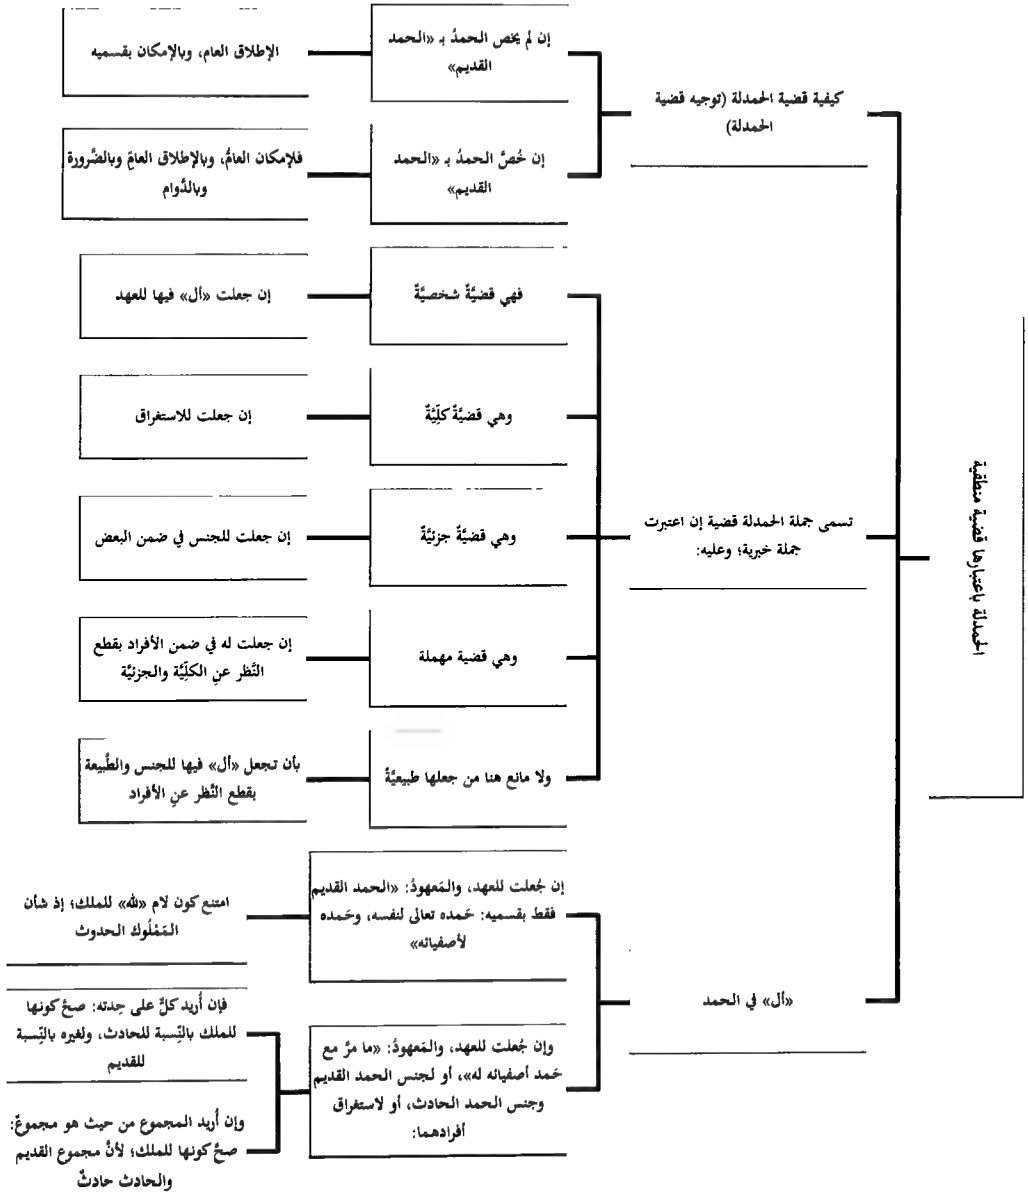 الحمدلة باعتبارها قضية منطقية
كيفية قضية الحمدلة (توجيه قضية
الحمدلة)
إن لم يخص الحمدُ بـ «الحمد
القديم»
الإطلاق العام، وبالإمكان بقسميه
إن خُصَّ الحمدُ بـ «الحمد
القديم»
فلإمكان العامُّ، وبالإطلاق العامِّ وبالضَّرورة
وبالدَّوام
تسمى جملة الحمدلة قضية إن اعتبرت
جملة خبرية؛ وعليه:
فهي قضيَّةٌ شخصيَّةٌ
إن جعلت «أل» فيها للعهد
وهي قضيَّةٌ كلِّيَّةٌ
إن جعلت للاستغراق
وهي قضيَّةٌ جزئيَّةٌ
إن جعلت للجنس في ضمن البعض
وهي قضية مهملة
إن جعلت له في ضمن الأفراد بقطع
النَّظر عنِ الكلِّيَّة والجزئيَّة
ولا مانع هنا من جعلها طبيعيَّةً
بأن تجعل «أل» فيها للجنس والطَّبيعة
بقطع النَّظر عنِ الأفراد
«أل» في الحمد
إن جُعلت للعهد، والمَعهودُ: «الحمد القديم
فقط بقسميه: حَمده تعالى لنفسه، وحَمده
لأصفيائه»
امتنع كون لام «لله» للملك؛ إذ شأن
المَمْلُوك الحدوث
وإن جُعلت للعهد، والمَعهودُ: «ما مرَّ مع
حَمد أصفيائه له»، أو لجنس الحمد القديم
وجنس الحمد الحادث، أو لاستغراق
أفرادهما:
فإن أُريد كلٌّ على حِدته: صحَّ كونها
للملك بالنِّسبة للحادث، ولغيره بالنِّسبة
للقديم
وإن أُريد المجموع من حيث هو مجموعٌ:
صحَّ كونها للملك؛ لأنَّ مجموع القديم
والحادث حادثٌ